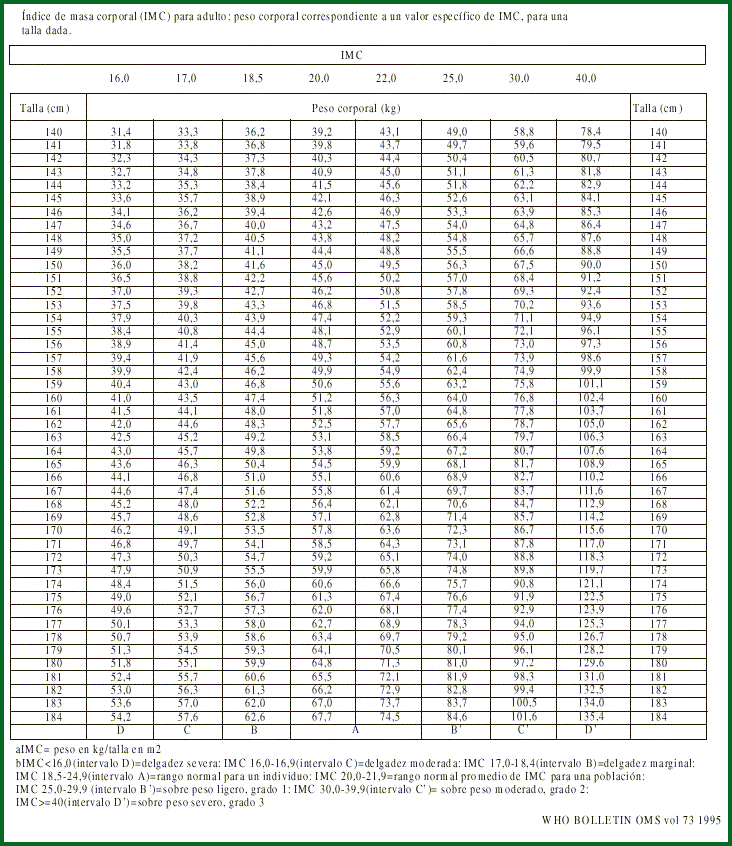 Índice de masa corporal (IMC) para adulto: peso corporal correspondiente a un valor específico de IMC, para una
talla dada.
IMC
16,0 17,0 18,5 20,0 22,0 25,0 30,0 40,0
Talla (cm) Peso corporal (kg) Talla (cm)
140 31,4 33,3 36,2 39,2 43,1 49,0 58,8 78,4 140
141 31,8 33,8 36,8 39,8 43,7 49,7 59,6 79,5 141
142 32,3 34,3 37,3 40,3 44,4 50,4 60,5 80,7 142
143 32,7 34,8 37,8 40,9 45,0 51,1 61,3 81,8 143
144 33,2 35,3 38,4 41,5 45,6 51,8 62,2 82,9 144
145 33,6 35,7 38,9 42,1 46,3 52,6 63,1 84,1 145
146 34,1 36,2 39,4 42,6 46,9 53,3 63,9 85,3 146
147 34,6 36,7 40,0 43,2 47,5 54,0 64,8 86,4 147
148 35,0 37,2 40,5 43,8 48,2 54,8 65,7 87,6 148
149 35,5 37,7 41,1 44,4 48,8 55,5 66,6 88,8 149
150 36,0 38,2 41,6 45,0 49,5 56,3 67,5 90,0 150
151 36,5 38,8 42,2 45,6 50,2 57,0 68,4 91,2 151
152 37,0 39,3 42,7 46,2 50,8 57,8 69,3 92,4 152
153 37,5 39,8 43,3 46,8 51,5 58,5 70,2 93,6 153
154 37,9 40,3 43,9 47,4 52,2 59,3 71,1 94,9 154
155 38,4 40,8 44,4 48,1 52,9 60,1 72,1 96,1 155
156 38,9 41,4 45,0 48,7 53,5 60,8 73,0 97,3 156
157 39,4 41,9 45,6 49,3 54,2 61,6 73,9 98,6 157
158 39,9 42,4 46,2 49,9 54,9 62,4 74,9 99,9 158
159 40,4 43,0 46,8 50,6 55,6 63,2 75,8 101,1 159
160 41,0 43,5 47,4 51,2 56,3 64,0 76,8 102,4 160
161 41,5 44,1 48,0 51,8 57,0 64,8 77,8 103,7 161
162 42,0 44,6 48,3 52,5 57,7 65,6 78,7 105,0 162
163 42,5 45,2 49,2 53,1 58,5 66,4 79,7 106,3 163
164 43,0 45,7 49,8 53,8 59,2 67,2 80,7 107,6 164
165 43,6 46,3 50,4 54,5 59,9 68,1 81,7 108,9 165
166 44,1 46,8 51,0 55,1 60,6 68,9 82,7 110,2 166
167 44,6 47,4 51,6 55,8 61,4 69,7 83,7 111,6 167
168 45,2 48,0 52,2 56,4 62,1 70,6 84,7 112,9 168
169 45,7 48,6 52,8 57,1 62,8 71,4 85,7 114,2 169
170 46,2 49,1 53,5 57,8 63,6 72,3 86,7 115,6 170
171 46,8 49,7 54,1 58,5 64,3 73,1 87,8 117,0 171
172 47,3 50,3 54,7 59,2 65,1 74,0 88,8 118,3 172
173 47,9 50,9 55,5 59,9 65,8 74,8 89,8 119,7 173
174 48,4 51,5 56,0 60,6 66,6 75,7 90,8 121,1 174
175 49,0 52,1 56,7 61,3 67,4 76,6 91,9 122,5 175
176 49,6 52,7 57,3 62,0 68,1 77,4 92,9 123,9 176
177 50,1 53,3 58,0 62,7 68,9 78,3 94,0 125,3 177
178 50,7 53,9 58,6 63,4 69,7 79,2 95,0 126,7 178
179 51,3 54,5 59,3 64,1 70,5 80,1 96,1 128,2 179
180 51,8 55,1 59,9 64,8 71,3 81,0 97,2 129,6 180
181 52,4 55,7 60,6 65,5 72,1 81,9 98,3 131,0 181
182 53,0 56,3 61,3 66,2 72,9 82,8 99,4 132,5 182
183 53,6 57,0 62,0 67,0 73,7 83,7 100,5 134,0 183
184 54,2 57,6 62,6 67,7 74,5 84,6 101,6 135,4 184
D C B A B' C' D'
aIMC= peso en kg/talla en m2
bIMC<16,0(intervalo D)=delgadez severa: IMC 16,0-16,9(intervalo C)=delgadez moderada: IMC 17,0-18,4(intervalo B)=delgadez marginal:
IMC 18,5-24,9(intervalo A)=rango normal para un individuo: IMC 20,0-21,9=rango normal promedio de IMC para una población:
IMC 25,0-29,9 (intervalo B')=sobre peso ligero, grado 1: IMC 30,0-39,9(intervalo C')= sobre peso moderado, grado 2:
IMC>=40(intervalo D')=sobre peso severo, grado 3
WHO BOLLETIN OMS vol 73 1995